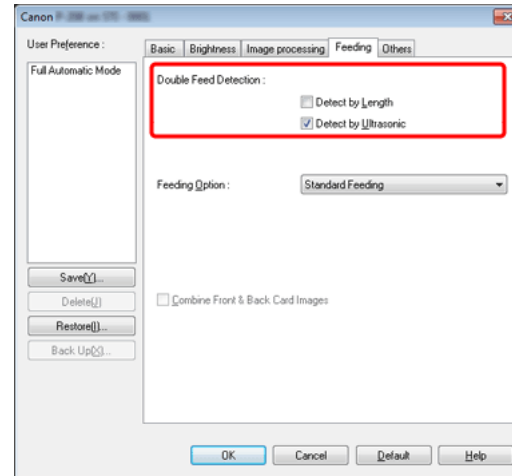 Canon
User Preference :
Full Automatic Mode
Save(Y)...
Delete(J)
Restore(I)...
Back Up(X)...
Basic Brightness Image processing Feeding Others
Double Feed Detection :
Detect by Length
Detect by Ultrasonic
Feeding Option : Standard Feeding
Combine Front & Back Card Images
OK Cancel Default Help